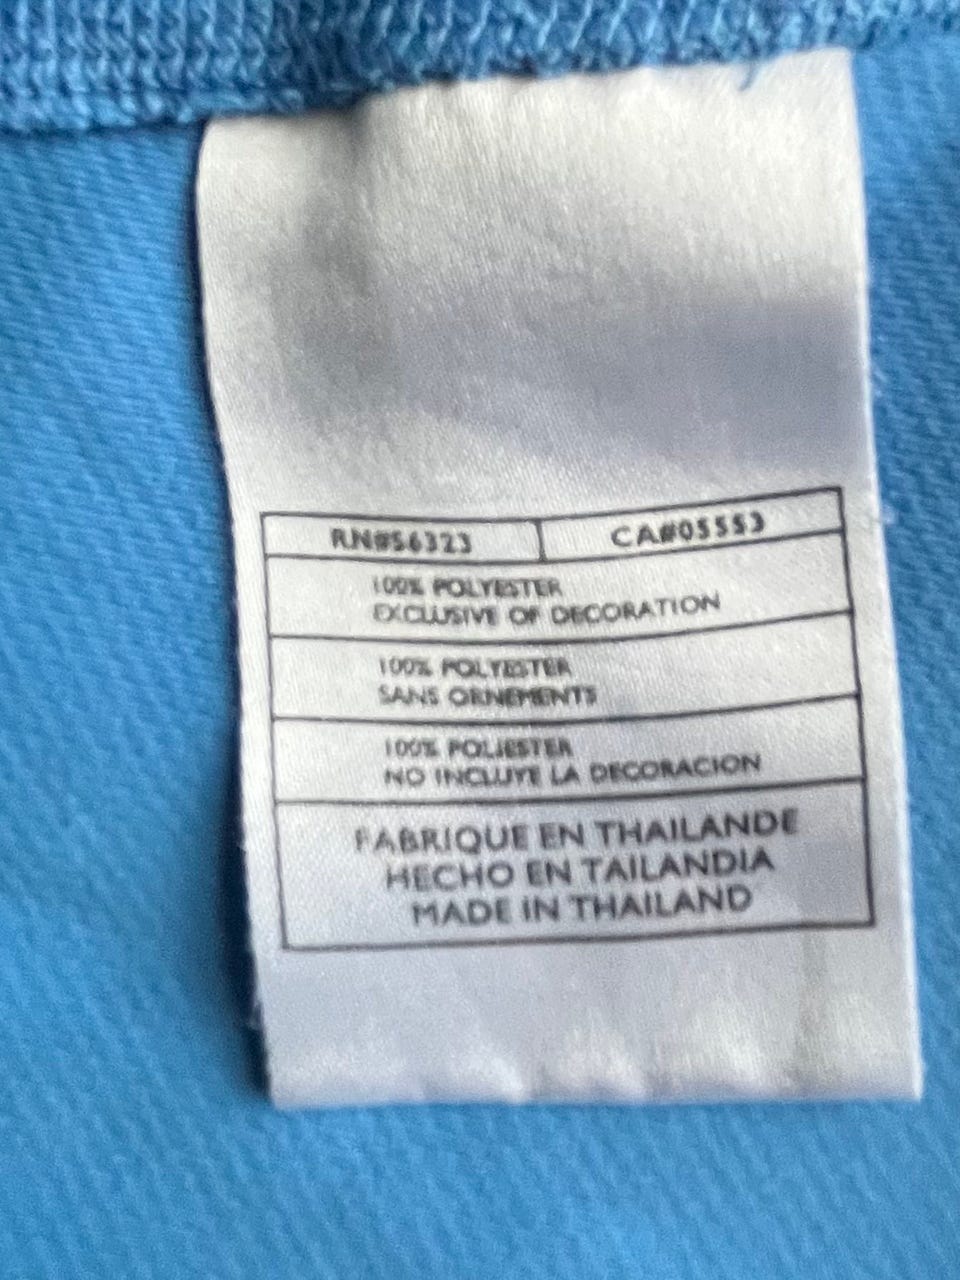 RN#56323 CA#05553
100% POLYESTER
EXCLUSIVE OF DECORATION
100% POLYESTER
SANS ORNEMENTS
100% POLIESTER
NO INCLUYE LA DECORACION
FABRIQUE EN THAILANDE
HECHO EN TAILANDIA
MADE IN THAILAND